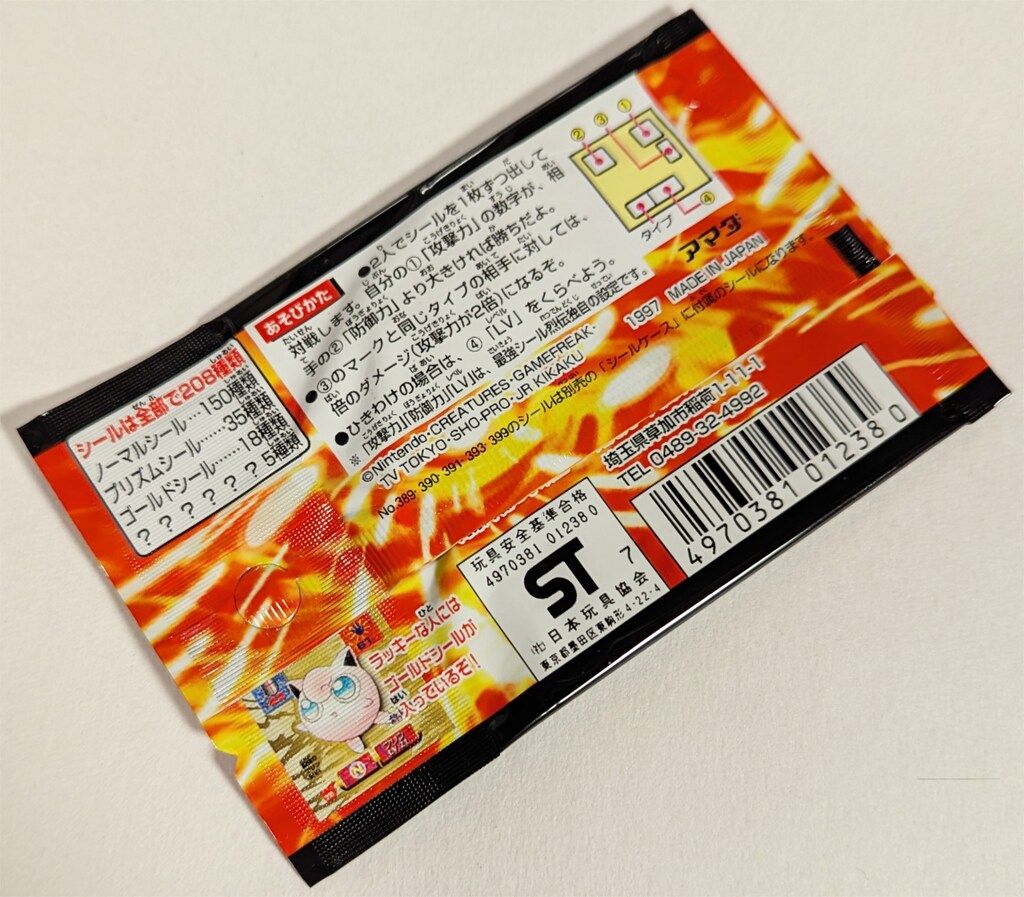 シールは全部で208種類
ノーマルシール……150種類
プリズムシール……35種類
ゴールドシール……18種類
？？？？？？5種類
あそびかた
●2人でシールを1枚ずつ出して
対戦します。自分の①「攻撃力」の数字が、相
手の②「防御力」より大きければ勝ちだよ。
●③のマークと同じタイプの相手に対しては、
倍のダメージ(攻撃力が2倍)になるぞ。
●ひきわけの場合は、④「LV」をくらべよう。
※「攻撃力」「防御力」「LV」は、最強シール烈伝独自の設定です。
② ③ ①
④
タイプ
©Nintendo・CREATURES・GAMEFREAK・
TV TOKYO・SHO-PRO・JR KIKAKU
1997 MADE IN JAPAN
アマダ
No.389・390・391・393・399のシールは別売の「シールケース」に付属のシールになります。
埼玉県草加市稲荷1-11-1
TEL 0489-32-4992
4970381 012380
玩具安全基準合格
4970381 012380
ST
7
(社)日本玩具協会
東京都墨田区東駒形4-22-4
ラッキーな人には
ゴールドシールが
入っているぞ!
61
プリン
N